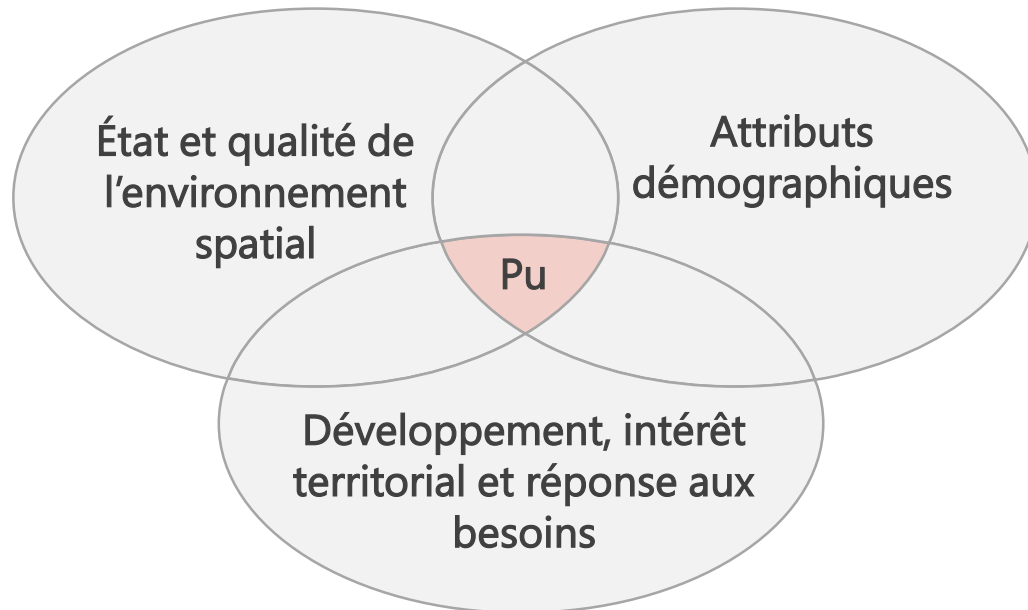 État et qualité de
l’environnement
spatial
Attributs
démographiques
Pu
Développement, intérêt
territorial et réponse aux
besoins